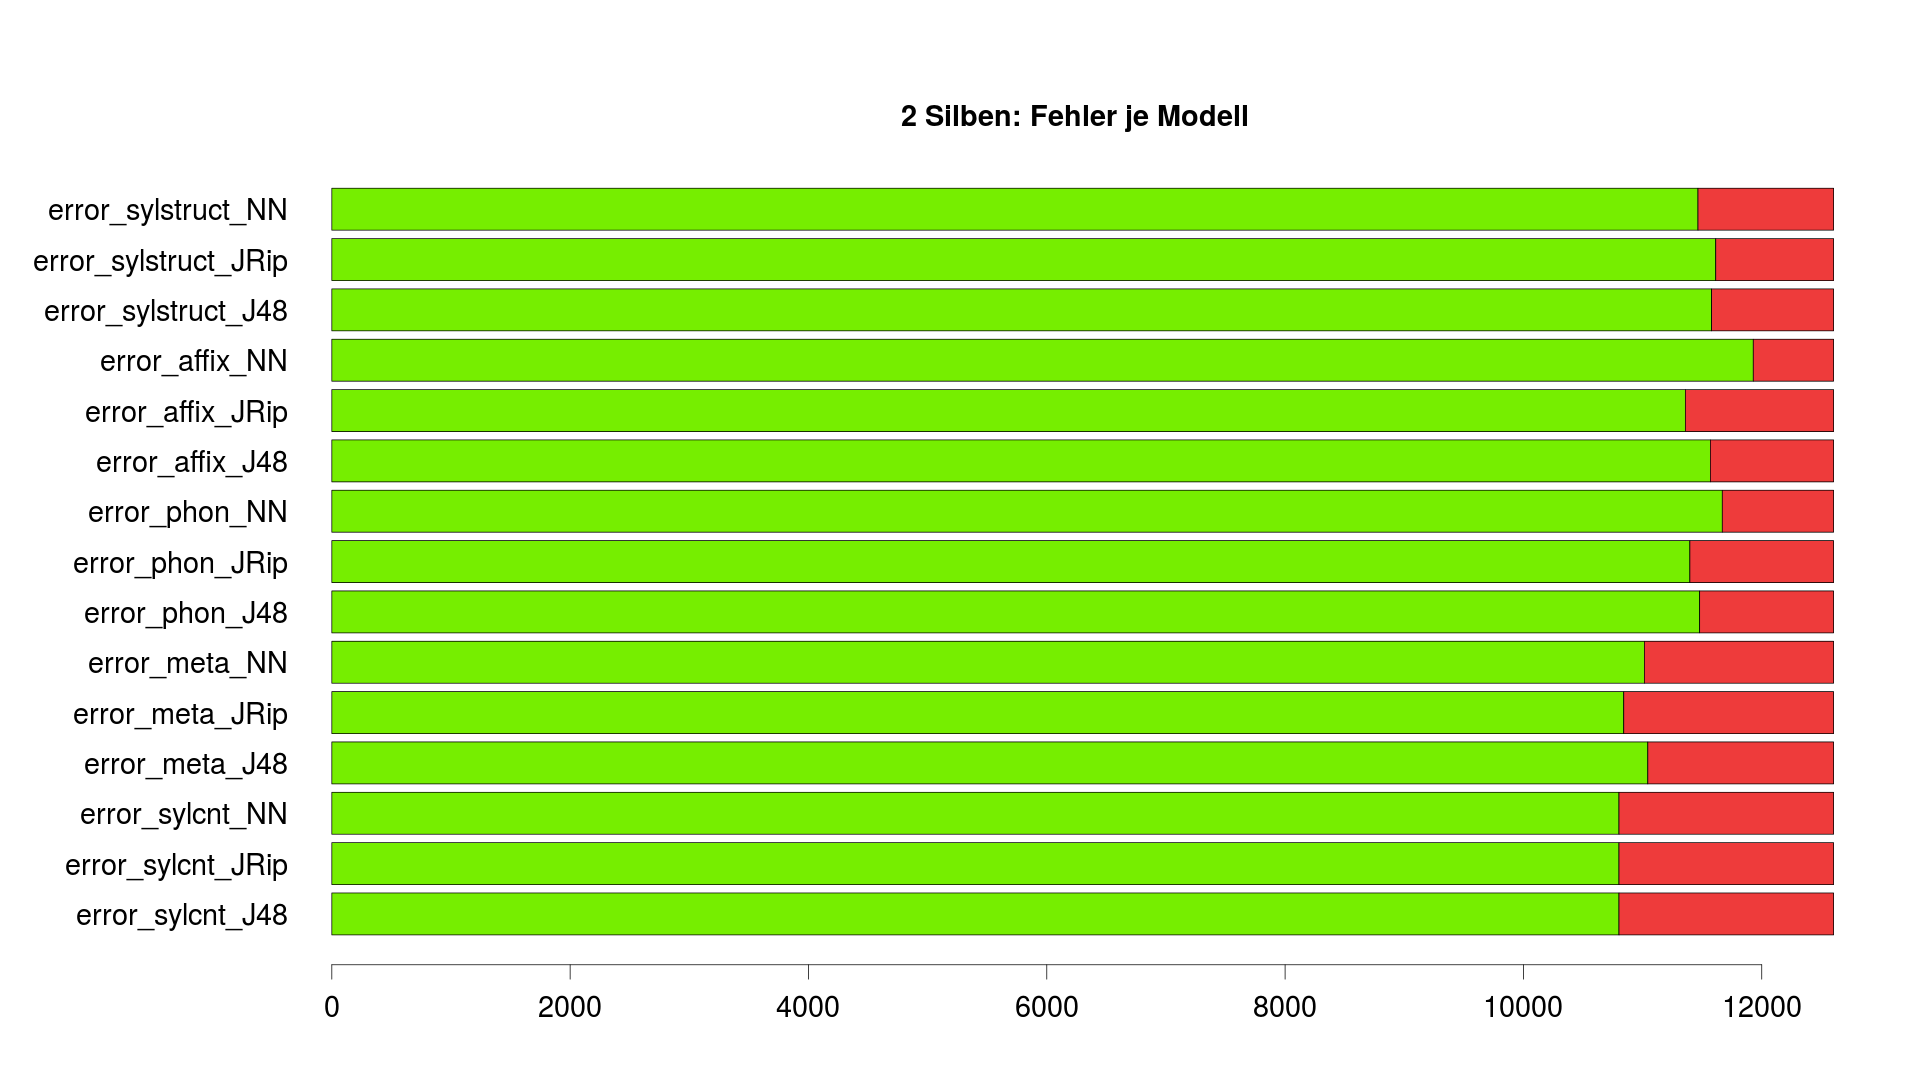 2 Silben: Fehler je Modell
error_sylstruct_NN
error_sylstruct_JRip
error_sylstruct_J48
error_affix_NN
error_affix_JRip
error_affix_J48
error_phon_NN
error_phon_JRip
error_phon_J48
error_meta_NN
error_meta_JRip
error_meta_J48
error_sylcnt_NN
error_sylcnt_JRip
error_sylcnt_J48
0 2000 4000 6000 8000 10000 12000